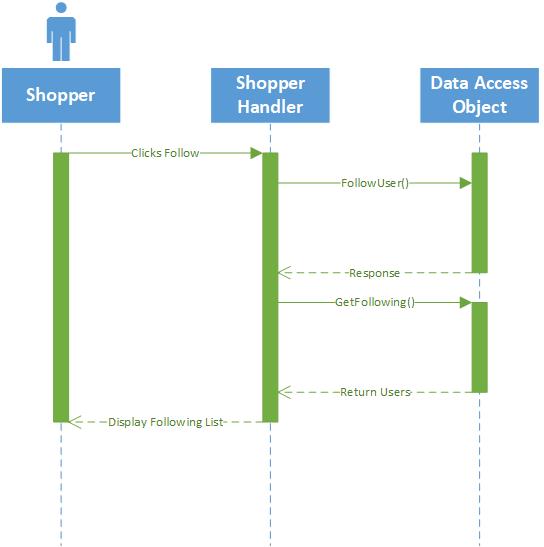 Shopper
Shopper
Handler
Data Access
Object
Clicks Follow
FollowUser()
Response
GetFollowing()
Return Users
Display Following List